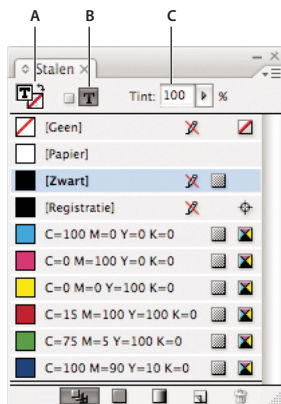 A B C
Stalen
T T Tint: 100 %
[Geen]
[Papier]
[Zwart]
[Registratie]
C=100 M=0 Y=0 K=0
C=0 M=100 Y=0 K=0
C=0 M=0 Y=100 K=0
C=15 M=100 Y=100 K=0
C=75 M=5 Y=100 K=0
C=100 M=90 Y=10 K=0